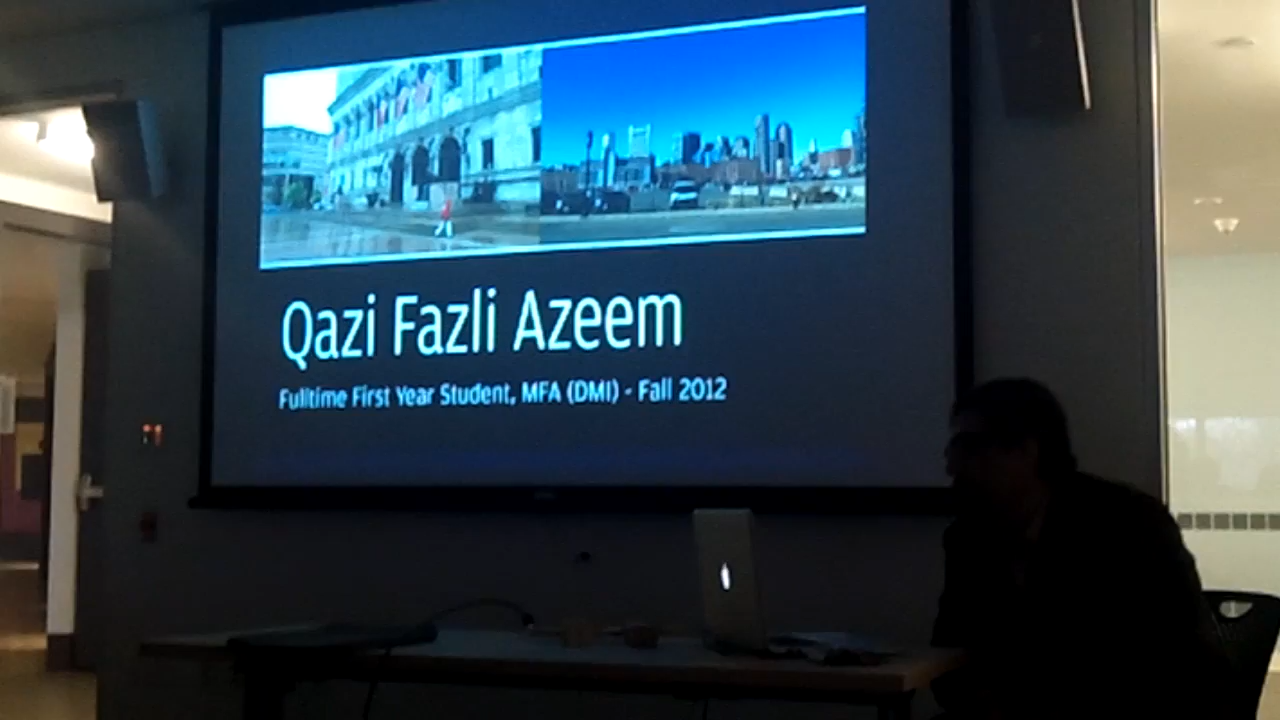 Qazi Fazli Azeem
Fulltime First Year Student, MFA (DMI) - Fall 2012